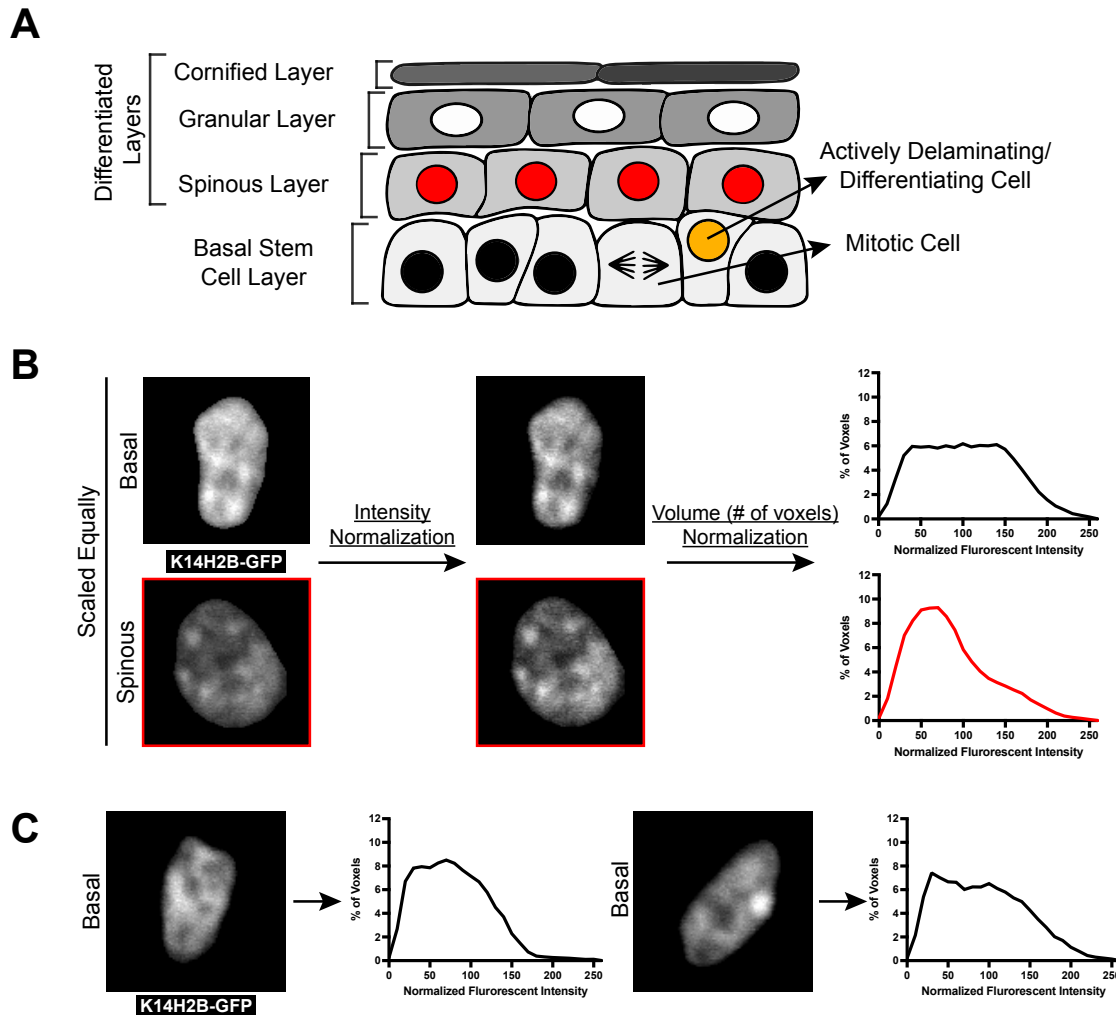 A
Differentiated
Layers
Cornified Layer
Granular Layer
Spinous Layer
Basal Stem
Cell Layer
Actively Delaminating/
Differentiating Cell
Mitotic Cell
B
Scaled Equally
Basal
K14H2B-GFP
Spinous
Intensity
Normalization
Volume (# of voxels)
Normalization
% of Voxels
12
10
8
6
4
2
0
0 50 100 150 200 250
Normalized Flurorescent Intensity
% of Voxels
12
10
8
6
4
2
0
0 50 100 150 200 250
Normalized Flurorescent Intensity
C
Basal
K14H2B-GFP
% of Voxels
12
10
8
6
4
2
0
0 50 100 150 200 250
Normalized Flurorescent Intensity
Basal
% of Voxels
12
10
8
6
4
2
0
0 50 100 150 200 250
Normalized Flurorescent Intensity